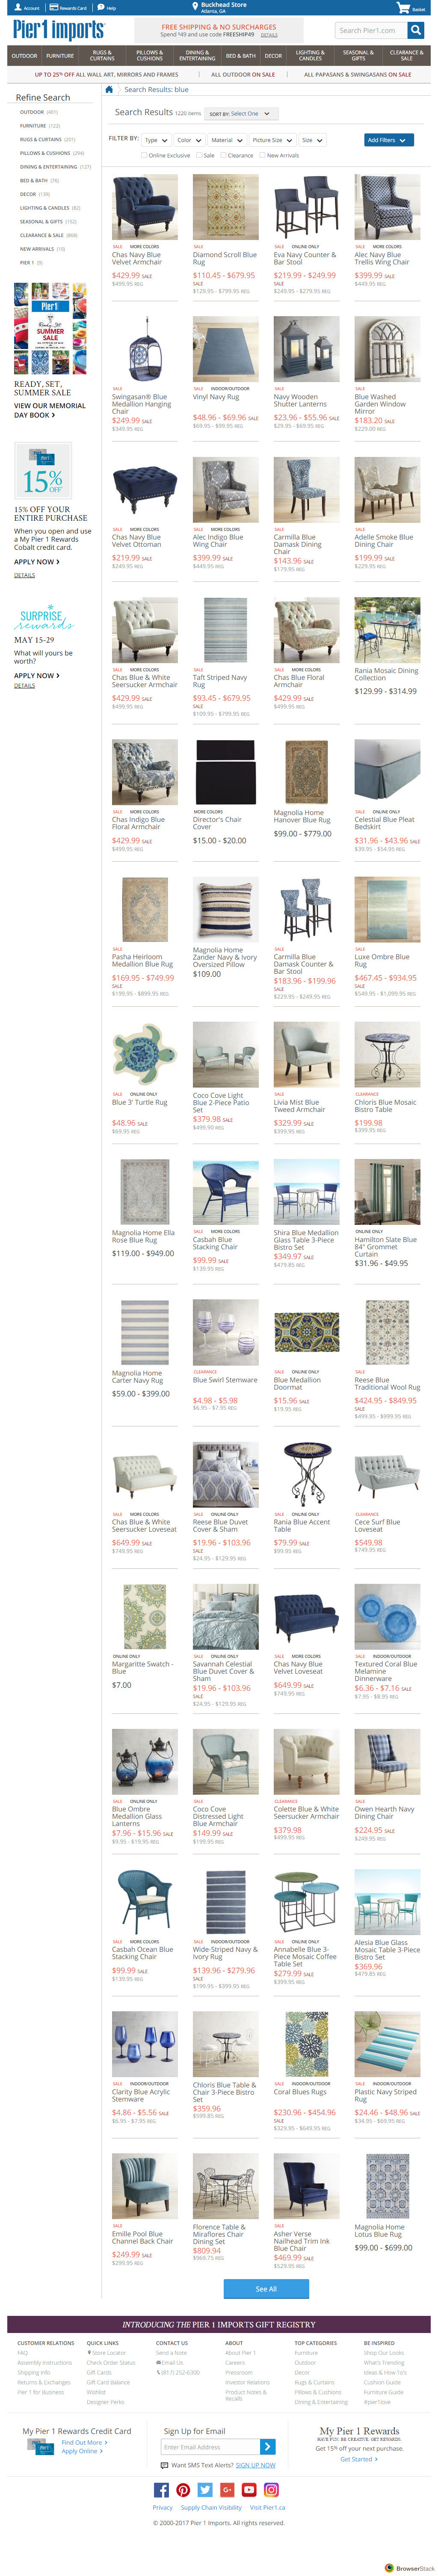 Account
Rewards Card
Help
Buckhead Store
Atlanta, GA
Basket
Pier1 imports
FREE SHIPPING & NO SURCHARGES
Spend $49 and use code FREESHIP49 DETAILS
Search Pier1.com
OUTDOOR
FURNITURE
RUGS & CURTAINS
PILLOWS & CUSHIONS
DINING & ENTERTAINING
BED & BATH
DECOR
LIGHTING & CANDLES
SEASONAL & GIFTS
CLEARANCE & SALE
UP TO 25% OFF ALL WALL ART, MIRRORS AND FRAMES
ALL OUTDOOR ON SALE
ALL PAPASANS & SWINGASANS ON SALE
Refine Search
OUTDOOR (491)
FURNITURE (122)
RUGS & CURTAINS (201)
PILLOWS & CUSHIONS (204)
DINING & ENTERTAINING (127)
BED & BATH (76)
DECOR (139)
LIGHTING & CANDLES (82)
SEASONAL & GIFTS (152)
CLEARANCE & SALE (868)
NEW ARRIVALS (10)
PIER 1 (9)
Pier1
Ready, Set,
SUMMER
SALE
READY, SET,
SUMMER SALE
VIEW OUR MEMORIAL
DAY BOOK
15% OFF
15% OFF YOUR
ENTIRE PURCHASE
When you open and use
a My Pier 1 Rewards
Cobalt credit card.
APPLY NOW
DETAILS
SURPRISE
rewards
MAY 15-29
What will yours be
worth?
APPLY NOW
DETAILS
Search Results: blue
Search Results 1220 items
SORT BY: Select One
FILTER BY:
Type
Color
Material
Picture Size
Size
Add Filters
Online Exclusive
Sale
Clearance
New Arrivals
SALE MORE COLORS
Chas Navy Blue
Velvet Armchair
$429.99 SALE
$499.95 REG
SALE
Diamond Scroll Blue
Rug
$110.45 - $679.95
SALE
$129.95 - $799.95 REG
SALE ONLINE ONLY
Eva Navy Counter &
Bar Stool
$219.99 - $249.99
SALE
$249.95 - $279.95 REG
SALE MORE COLORS
Alec Navy Blue
Trellis Wing Chair
$399.99 SALE
$449.95 REG
SALE
Swingasan® Blue
Medallion Hanging
Chair
$249.99 SALE
$349.95 REG
SALE INDOOR/OUTDOOR
Vinyl Navy Rug
$48.96 - $69.96 SALE
$69.95 - $99.95 REG
SALE
Navy Wooden
Shutter Lanterns
$23.96 - $55.96 SALE
$29.95 - $69.95 REG
SALE
Blue Washed
Garden Window
Mirror
$183.20 SALE
$229.00 REG
SALE MORE COLORS
Chas Navy Blue
Velvet Ottoman
$219.99 SALE
$249.95 REG
SALE MORE COLORS
Alec Indigo Blue
Wing Chair
$399.99 SALE
$449.95 REG
SALE
Carmilla Blue
Damask Dining
Chair
$143.96 SALE
$179.95 REG
SALE
Adelle Smoke Blue
Dining Chair
$199.99 SALE
$229.95 REG
SALE MORE COLORS
Chas Blue & White
Seersucker Armchair
$429.99 SALE
$499.95 REG
SALE
Taft Striped Navy
Rug
$93.45 - $679.95
SALE
$109.95 - $799.95 REG
SALE MORE COLORS
Chas Blue Floral
Armchair
$429.99 SALE
$499.95 REG
Rania Mosaic Dining
Collection
$129.99 - $314.99
SALE MORE COLORS
Chas Indigo Blue
Floral Armchair
$429.99 SALE
$499.95 REG
MORE COLORS
Director's Chair
Cover
$15.00 - $20.00
Magnolia Home
Hanover Blue Rug
$99.00 - $779.00
SALE ONLINE ONLY
Celestial Blue Pleat
Bedskirt
$31.96 - $43.96 SALE
$39.95 - $54.95 REG
SALE
Pasha Heirloom
Medallion Blue Rug
$169.95 - $749.99
SALE
$199.95 - $899.95 REG
Magnolia Home
Zander Navy & Ivory
Oversized Pillow
$109.00
SALE
Carmilla Blue
Damask Counter &
Bar Stool
$183.96 - $199.96
SALE
$229.95 - $249.95 REG
SALE
Luxe Ombre Blue
Rug
$467.45 - $934.95
SALE
$549.95 - $1,099.95 REG
SALE ONLINE ONLY
Blue 3' Turtle Rug
$48.96 SALE
$69.95 REG
Coco Cove Light
Blue 2-Piece Patio
Set
$379.98 SALE
$499.90 REG
SALE
Livia Mist Blue
Tweed Armchair
$329.99 SALE
$399.95 REG
CLEARANCE
Chloris Blue Mosaic
Bistro Table
$199.98
$399.95 REG
Magnolia Home Ella
Rose Blue Rug
$119.00 - $949.00
SALE MORE COLORS
Casbah Blue
Stacking Chair
$99.99 SALE
$139.95 REG
Shira Blue Medallion
Glass Table 3-Piece
Bistro Set
$349.97 SALE
$479.85 REG
ONLINE ONLY
Hamilton Slate Blue
84" Grommet
Curtain
$31.96 - $49.95
Magnolia Home
Carter Navy Rug
$59.00 - $399.00
CLEARANCE
Blue Swirl Stemware
$4.98 - $5.98
$6.95 - $7.95 REG
SALE ONLINE ONLY
Blue Medallion
Doormat
$15.96 SALE
$19.95 REG
SALE
Reese Blue
Traditional Wool Rug
$424.95 - $849.95
SALE
$499.95 - $999.95 REG
SALE MORE COLORS
Chas Blue & White
Seersucker Loveseat
$649.99 SALE
$749.95 REG
SALE ONLINE ONLY
Reese Blue Duvet
Cover & Sham
$19.96 - $103.96
SALE
$24.95 - $129.95 REG
SALE ONLINE ONLY
Rania Blue Accent
Table
$79.99 SALE
$99.95 REG
CLEARANCE
Cece Surf Blue
Loveseat
$549.98
$749.95 REG
ONLINE ONLY
Margaritte Swatch -
Blue
$7.00
SALE ONLINE ONLY
Savannah Celestial
Blue Duvet Cover &
Sham
$19.96 - $103.96
SALE
$24.95 - $129.95 REG
SALE MORE COLORS
Chas Navy Blue
Velvet Loveseat
$649.99 SALE
$749.95 REG
SALE INDOOR/OUTDOOR
Textured Coral Blue
Melamine
Dinnerware
$6.36 - $7.16 SALE
$7.95 - $8.95 REG
SALE ONLINE ONLY
Blue Ombre
Medallion Glass
Lanterns
$7.96 - $15.96 SALE
$9.95 - $19.95 REG
SALE
Coco Cove
Distressed Light
Blue Armchair
$149.99 SALE
$199.95 REG
CLEARANCE
Colette Blue & White
Seersucker Armchair
$379.98
$499.95 REG
SALE
Owen Hearth Navy
Dining Chair
$224.95 SALE
$249.95 REG
SALE MORE COLORS
Casbah Ocean Blue
Stacking Chair
$99.99 SALE
$139.95 REG
SALE INDOOR/OUTDOOR
Wide-Striped Navy &
Ivory Rug
$139.96 - $279.96
SALE
$199.95 - $399.95 REG
SALE ONLINE ONLY
Annabelle Blue 3-
Piece Mosaic Coffee
Table Set
$279.99 SALE
$399.95 REG
Alesia Blue Glass
Mosaic Table 3-Piece
Bistro Set
$369.96
$479.85 REG
SALE INDOOR/OUTDOOR
Clarity Blue Acrylic
Stemware
$4.86 - $5.56 SALE
$6.95 - $7.95 REG
Chloris Blue Table &
Chair 3-Piece Bistro
Set
$359.96
$599.85 REG
SALE INDOOR/OUTDOOR
Coral Blues Rugs
$230.96 - $454.96
SALE
$329.95 - $649.95 REG
SALE INDOOR/OUTDOOR
Plastic Navy Striped
Rug
$24.46 - $48.96 SALE
$34.95 - $69.95 REG
SALE
Emille Pool Blue
Channel Back Chair
$249.99 SALE
$299.95 REG
Florence Table &
Miraflores Chair
Dining Set
$809.94
$969.75 REG
SALE
Asher Verse
Nailhead Trim Ink
Blue Chair
$469.99 SALE
$529.95 REG
Magnolia Home
Lotus Blue Rug
$99.00 - $699.00
See All
INTRODUCING THE PIER 1 IMPORTS GIFT REGISTRY
CUSTOMER RELATIONS
FAQ
Assembly Instructions
Shipping Info
Returns & Exchanges
Pier 1 for Business
QUICK LINKS
Store Locator
Check Order Status
Gift Cards
Gift Card Balance
Wishlist
Designer Perks
CONTACT US
Send a Note
Email Us
(817) 252-6300
ABOUT
About Pier 1
Careers
Pressroom
Investor Relations
Product Notes &
Recalls
TOP CATEGORIES
Furniture
Outdoor
Decor
Rugs & Curtains
Pillows & Cushions
Dining & Entertaining
BE INSPIRED
Shop Our Looks
What's Trending
Ideas & How To's
Cushion Guide
Furniture Guide
#pier1love
My Pier 1 Rewards Credit Card
Find Out More
Apply Online
Sign Up for Email
Enter Email Address
Want SMS Text Alerts? SIGN UP NOW
My Pier 1 Rewards
HAVE FUN. BE CREATIVE. GET REWARDS.
Get 15% off your next purchase.
Get Started
Privacy
Supply Chain Visibility
Visit Pier1.ca
© 2000-2017 Pier 1 Imports. All rights reserved.
BrowserStack